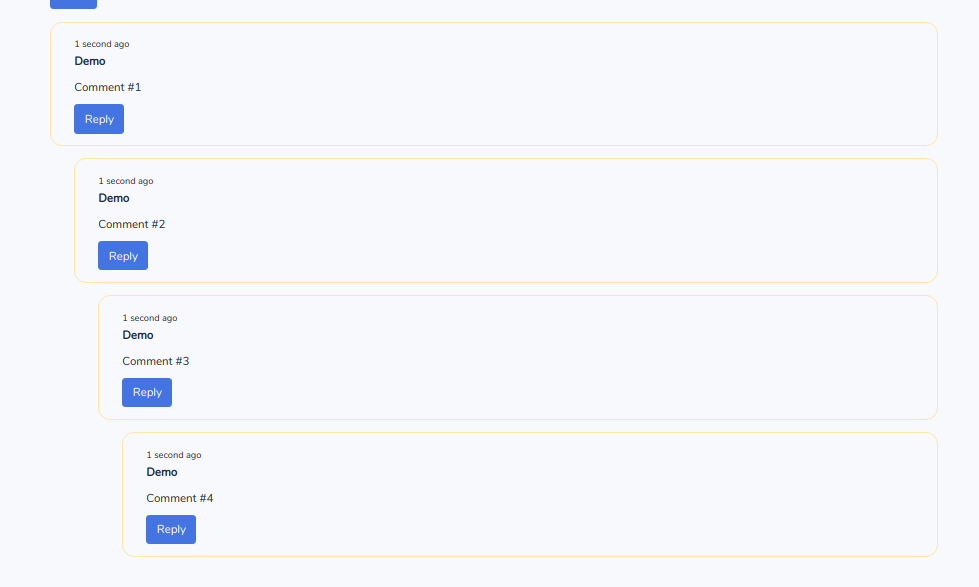 1 second ago
Demo
Comment #1
Reply
1 second ago
Demo
Comment #2
Reply
1 second ago
Demo
Comment #3
Reply
1 second ago
Demo
Comment #4
Reply